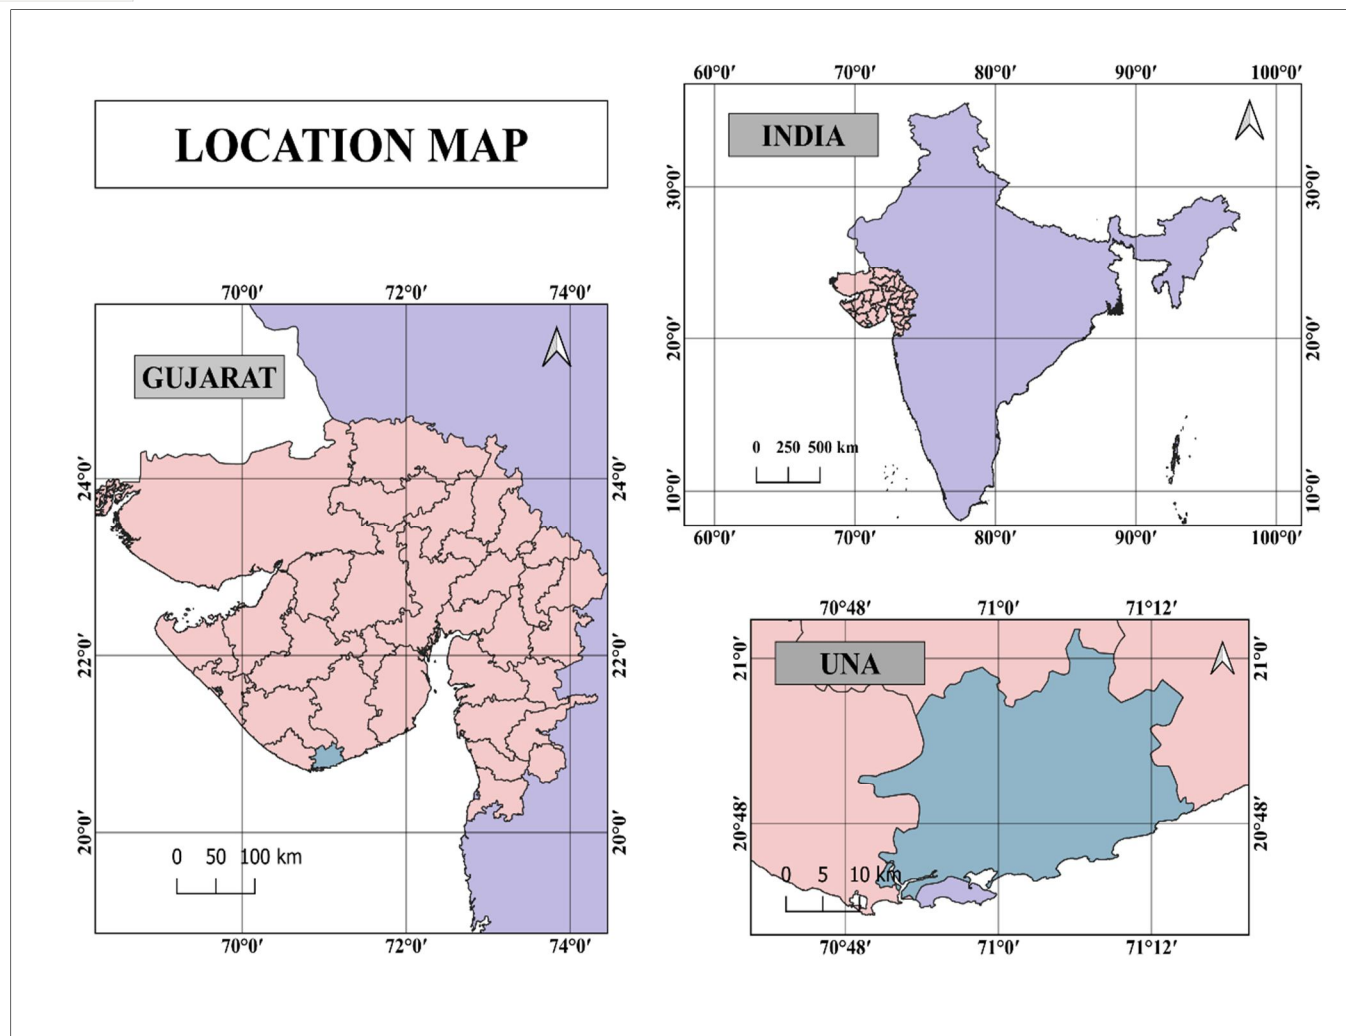 LOCATION MAP
60°0′ 70°0′ 80°0′ 90°0′ 100°0′
INDIA
30°0′ 30°0′
20°0′ 20°0′
0 250 500 km
10°0′ 10°0′
60°0′ 70°0′ 80°0′ 90°0′ 100°0′
70°0′ 72°0′ 74°0′
GUJARAT
24°0′ 24°0′
22°0′ 22°0′
20°0′ 20°0′
0 50 100 km
70°0′ 72°0′ 74°0′
70°48′ 71°0′ 71°12′
UNA
21°0′ 21°0′
20°48′ 20°48′
0 5 10 km
70°48′ 71°0′ 71°12′